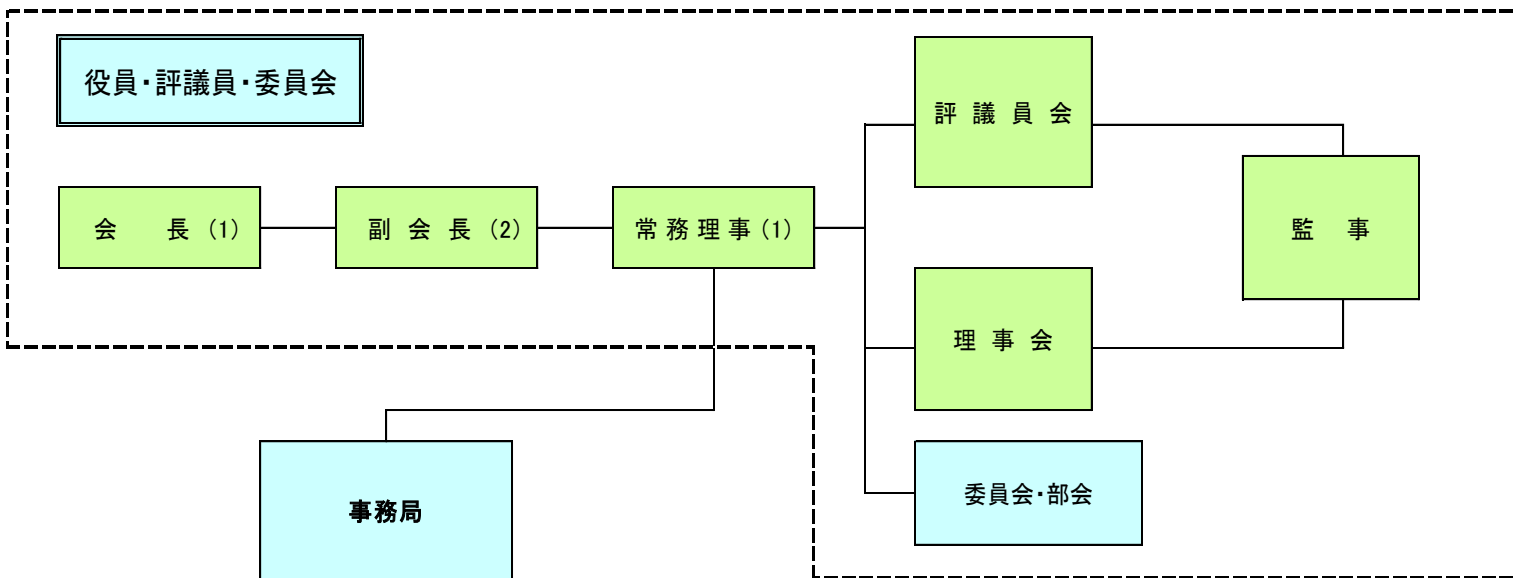 役員・評議員・委員会
評議員会
会長(1)
副会長(2)
常務理事(1)
監事
理事会
委員会・部会
事務局